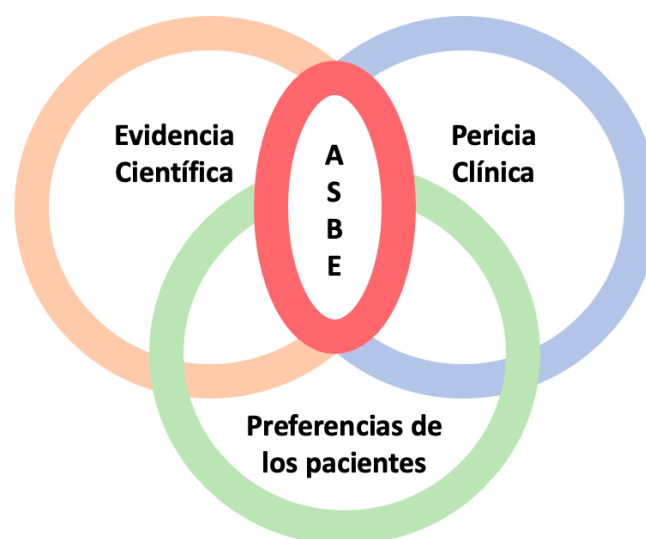 Evidencia
Científica
Pericia
Clínica
A
S
B
E
Preferencias de
los pacientes